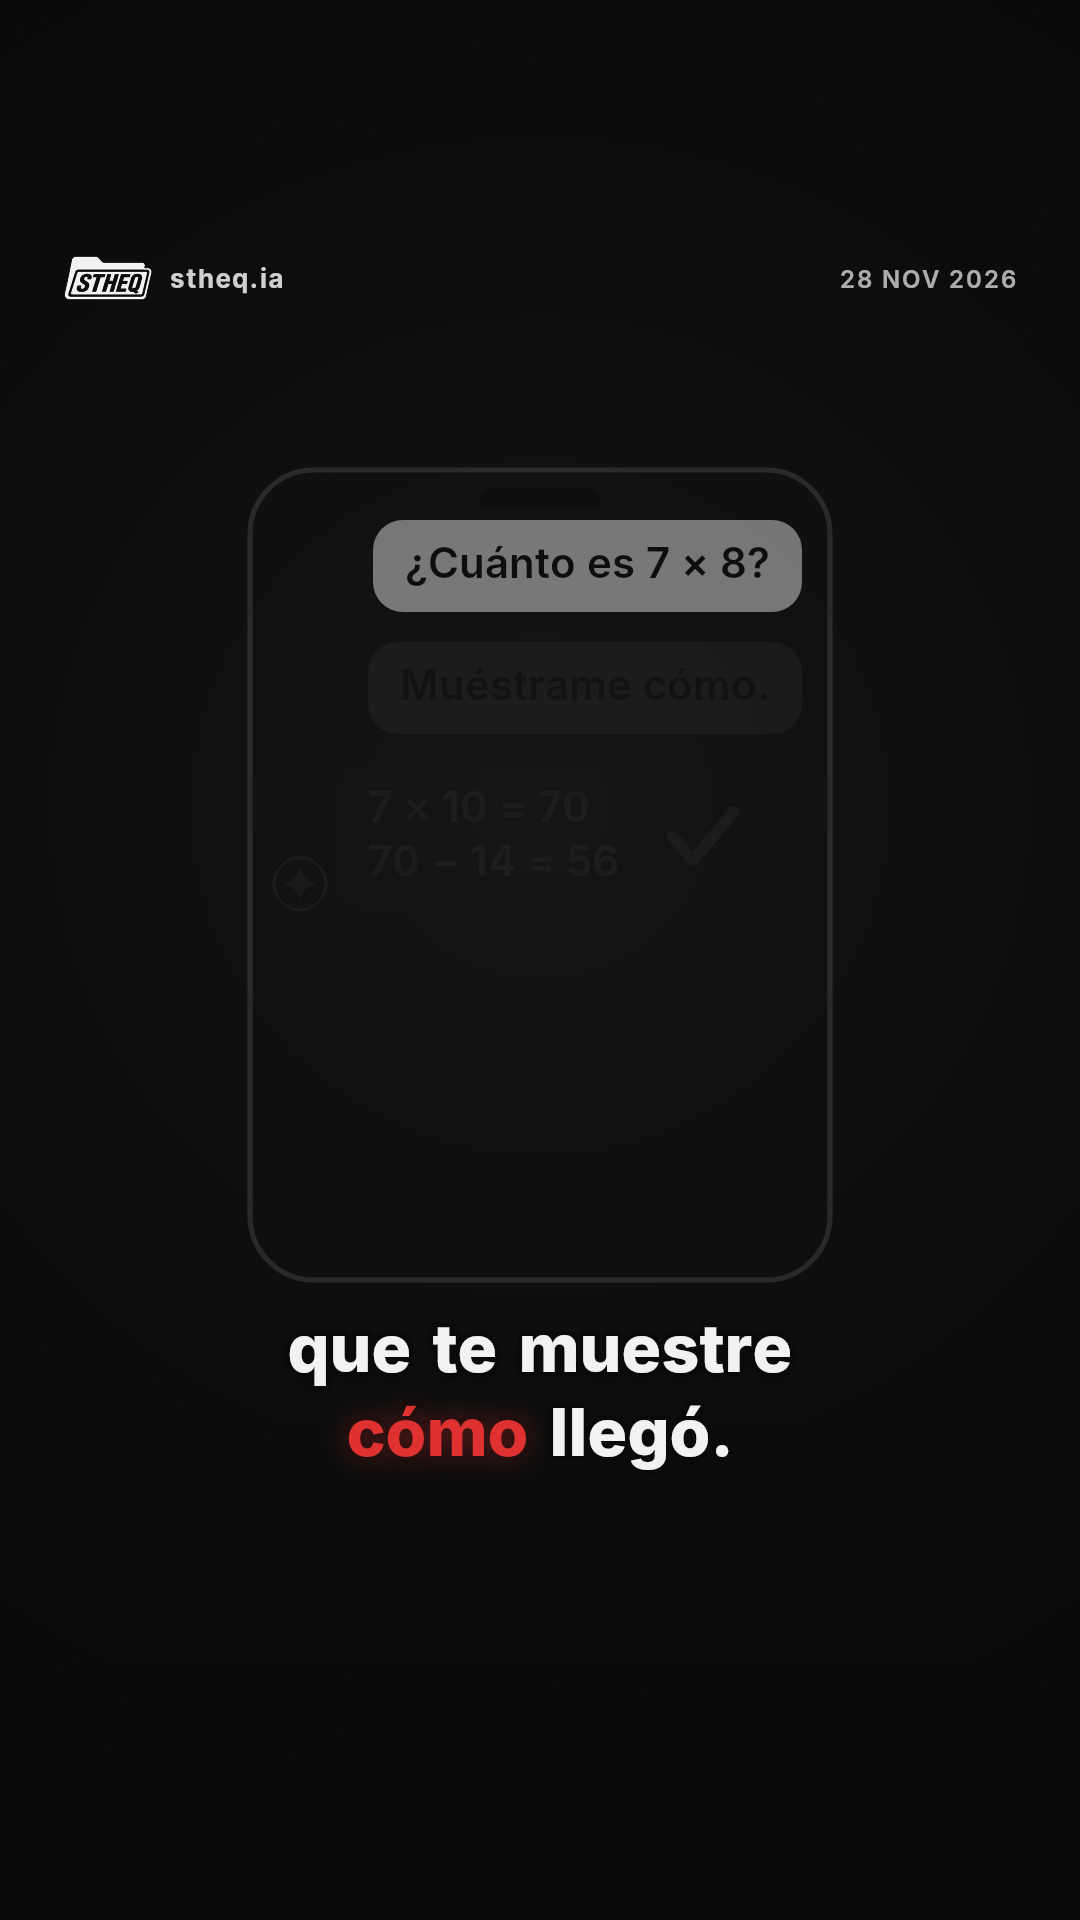 STHEQ stheq.ia
28 NOV 2026
¿Cuánto es 7 × 8?
Muéstrame cómo.
7 × 10 = 70
70 − 14 = 56
que te muestre
cómo llegó.